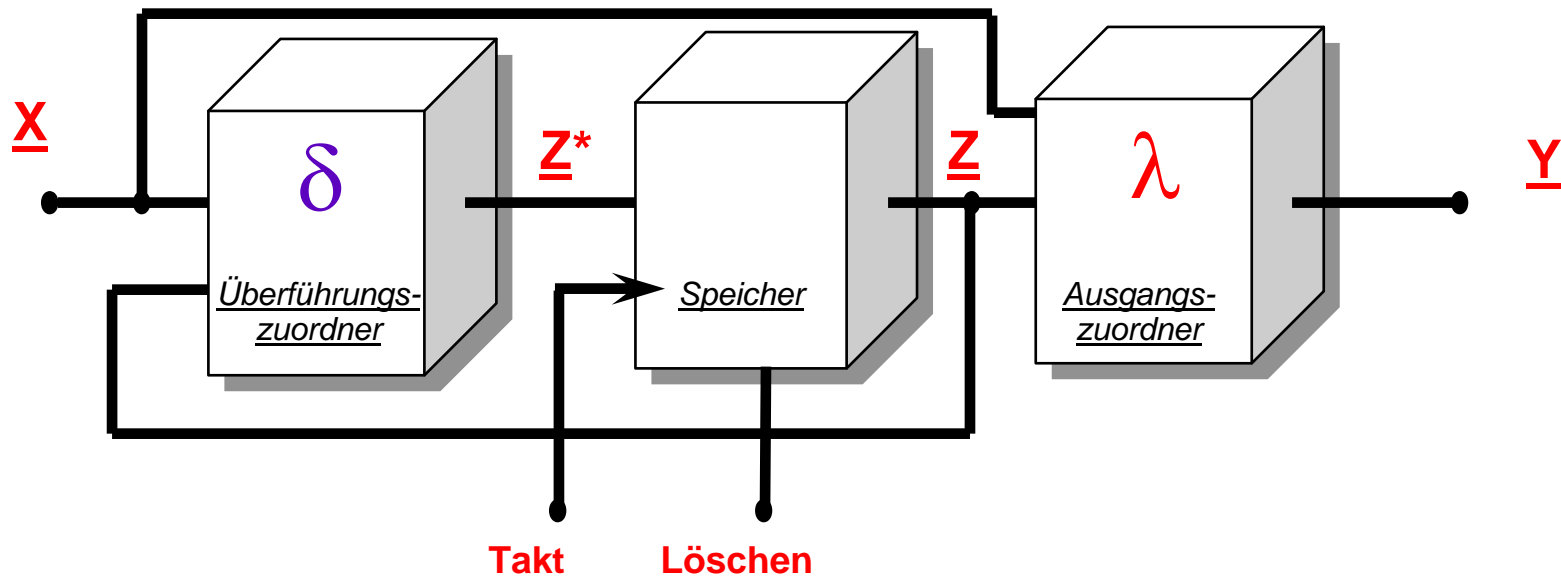 X
δ
Z*
Z
λ
Y
Überführungs-
zuordner
Speicher
Ausgangs-
zuordner
Takt
Löschen